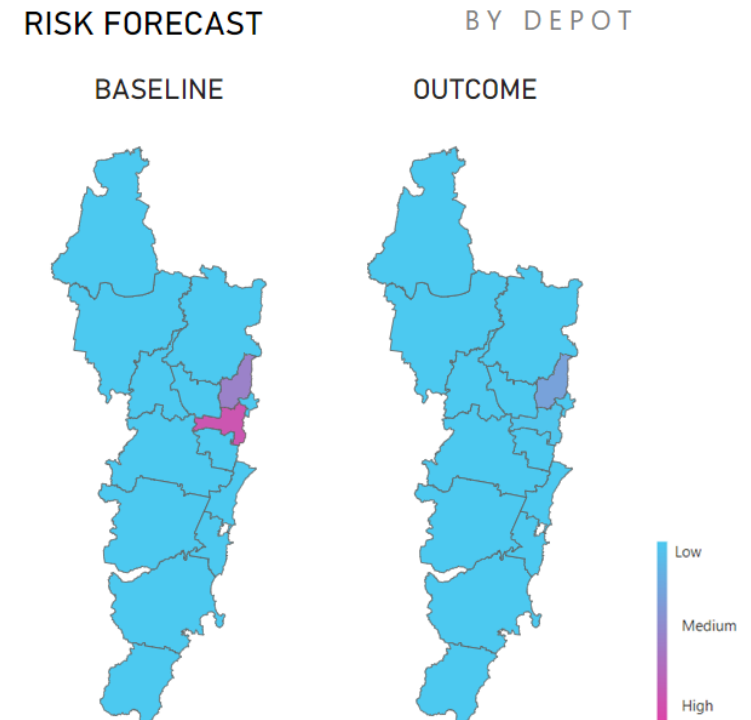 RISK FORECAST
BY DEPOT
BASELINE
OUTCOME
Low
Medium
High